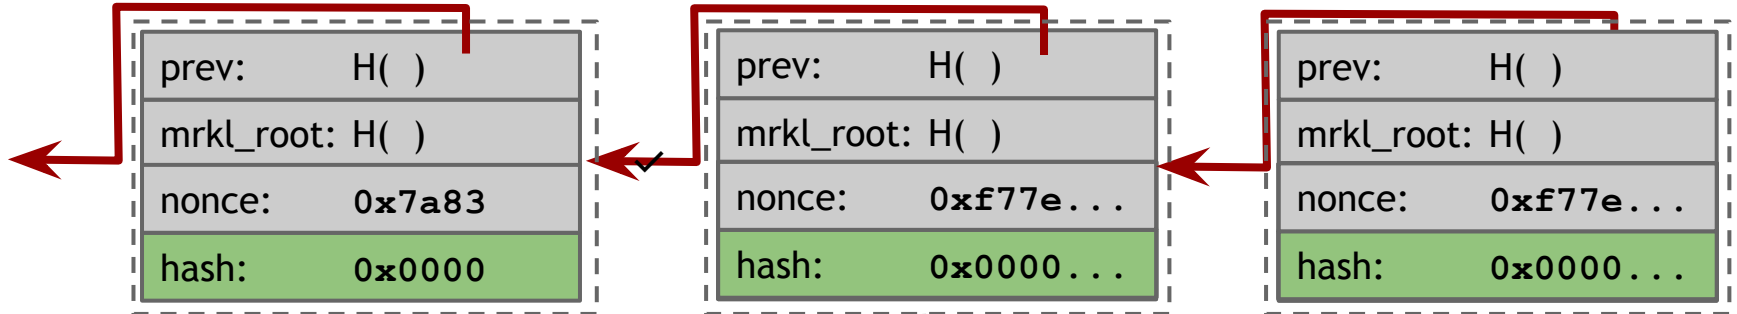 prev: H( )
mrkl_root: H( )
nonce: 0x7a83
hash: 0x0000
prev: H( )
mrkl_root: H( )
nonce: 0xf77e...
hash: 0x0000...
prev: H( )
mrkl_root: H( )
nonce: 0xf77e...
hash: 0x0000...